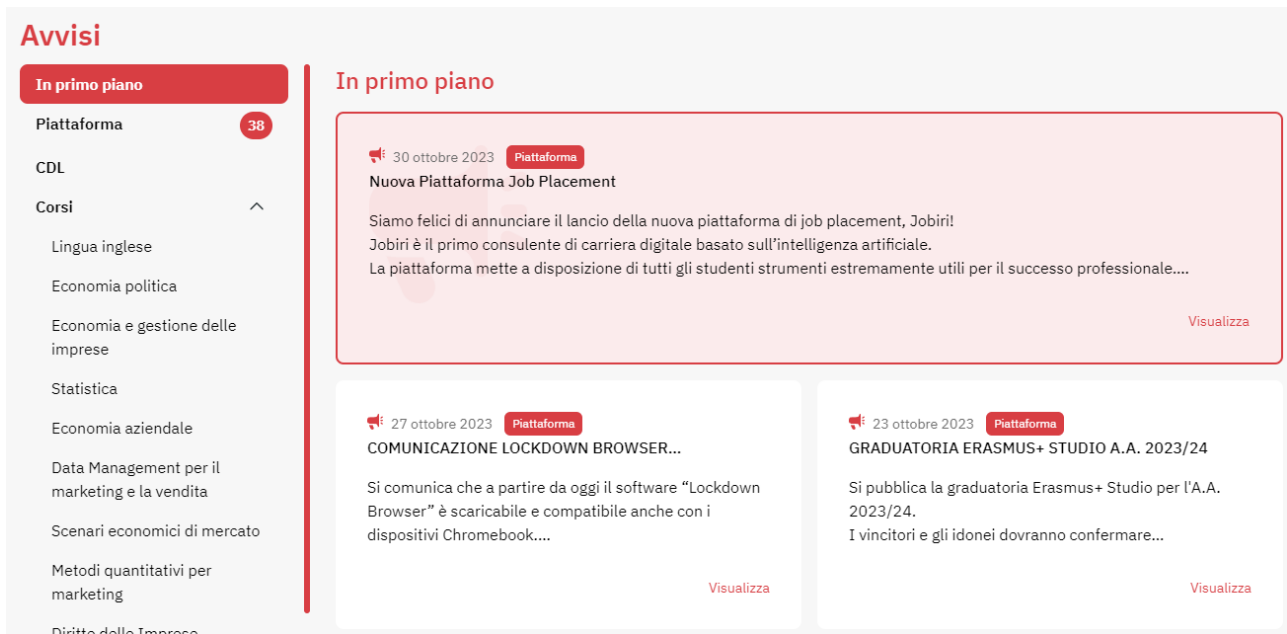 Avvisi
In primo piano
Piattaforma 38
CDL
Corsi
Lingua inglese
Economia politica
Economia e gestione delle
imprese
Statistica
Economia aziendale
Data Management per il
marketing e la vendita
Scenari economici di mercato
Metodi quantitativi per
marketing
Diritto delle Imprese
In primo piano
30 ottobre 2023 Piattaforma
Nuova Piattaforma Job Placement
Siamo felici di annunciare il lancio della nuova piattaforma di job placement, Jobiri!
Jobiri è il primo consulente di carriera digitale basato sull’intelligenza artificiale.
La piattaforma mette a disposizione di tutti gli studenti strumenti estremamente utili per il successo professionale....
Visualizza
27 ottobre 2023 Piattaforma
COMUNICAZIONE LOCKDOWN BROWSER...
Si comunica che a partire da oggi il software “Lockdown
Browser” è scaricabile e compatibile anche con i
dispositivi Chromebook....
Visualizza
23 ottobre 2023 Piattaforma
GRADUATORIA ERASMUS+ STUDIO A.A. 2023/24
Si pubblica la graduatoria Erasmus+ Studio per l'A.A.
2023/24.
I vincitori e gli idonei dovranno confermare...
Visualizza